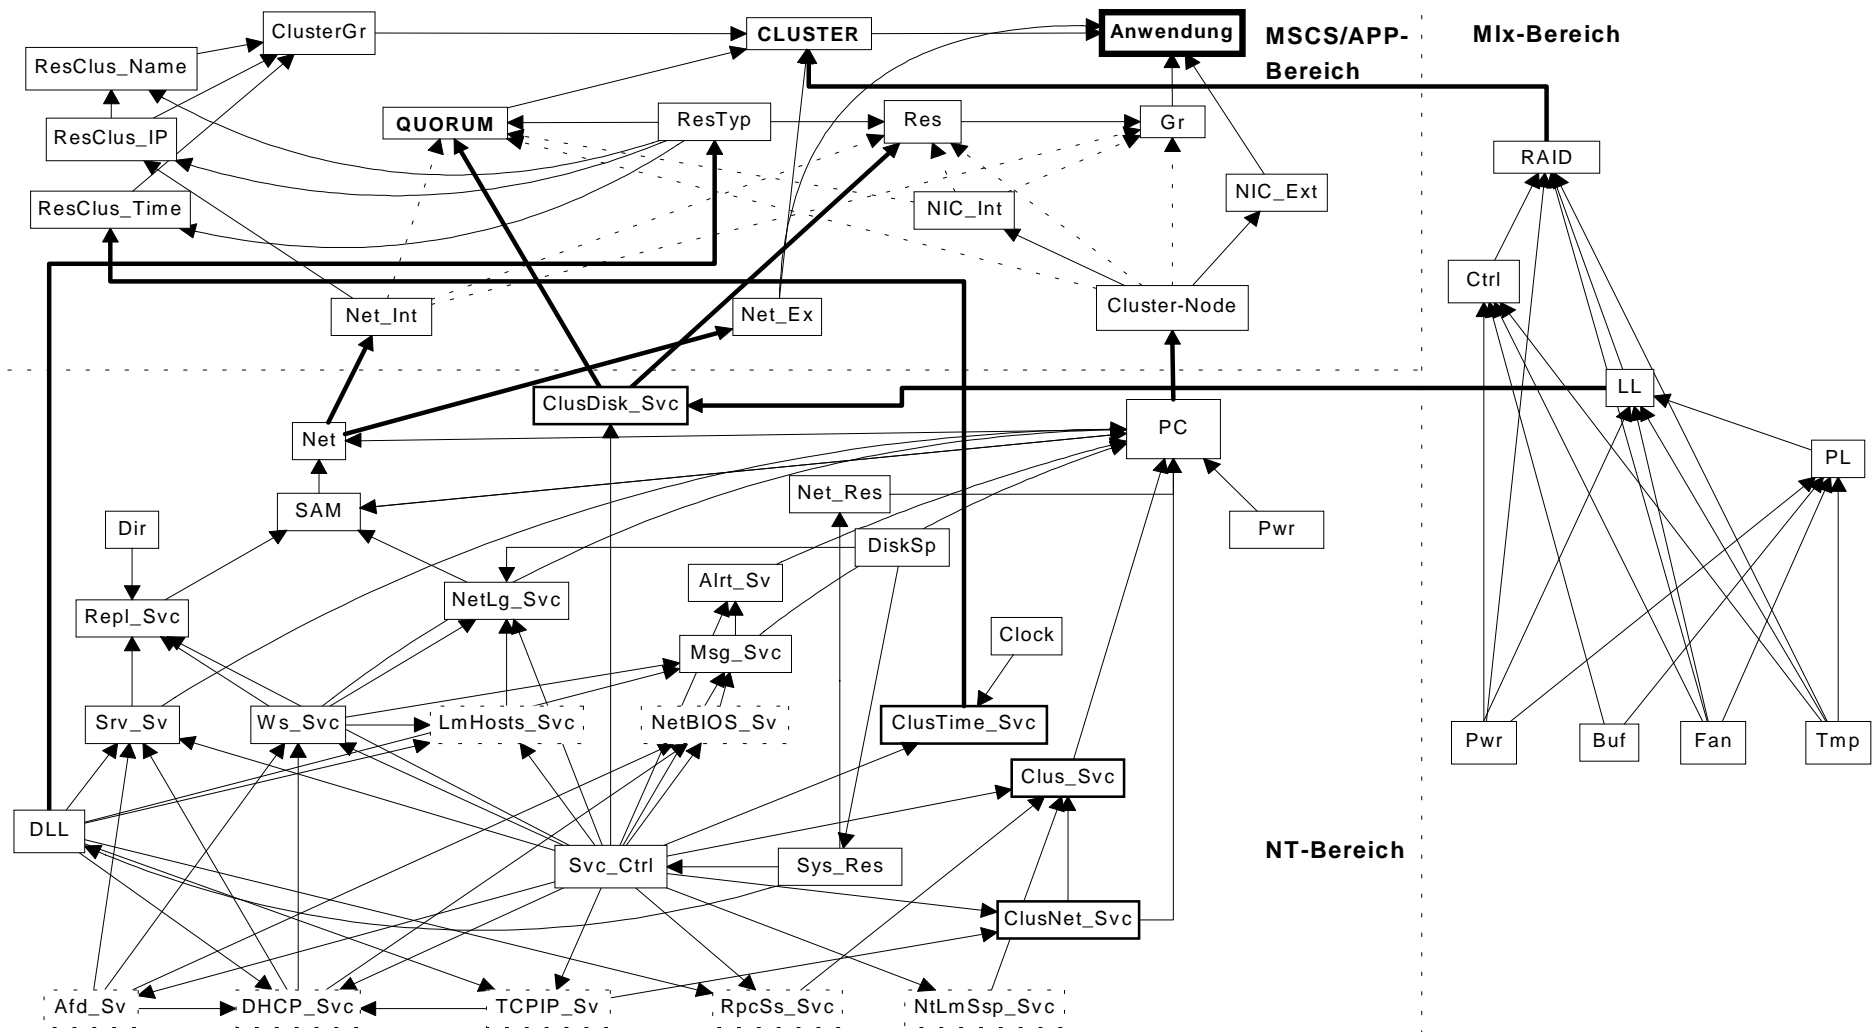 ClusterGr
CLUSTER
Anwendung
MSCS/APP-
Bereich
MIx-Bereich
ResClus_Name
QUORUM
ResTyp
Res
Gr
ResClus_IP
RAID
ResClus_Time
NIC_Int
NIC_Ext
Ctrl
Net_Int
Net_Ex
Cluster-Node
LL
ClusDisk_Svc
Net
PC
PL
SAM
Net_Res
Dir
Pwr
DiskSp
Alrt_Sv
Repl_Svc
NetLg_Svc
Clock
Msg_Svc
Srv_Sv
Ws_Svc
LmHosts_Svc
NetBIOS_Sv
ClusTime_Svc
Pwr
Buf
Fan
Tmp
Clus_Svc
DLL
NT-Bereich
Svc_Ctrl
Sys_Res
ClusNet_Svc
Afd_Sv
DHCP_Svc
TCPIP_Sv
RpcSs_Svc
NtLmSsp_Svc